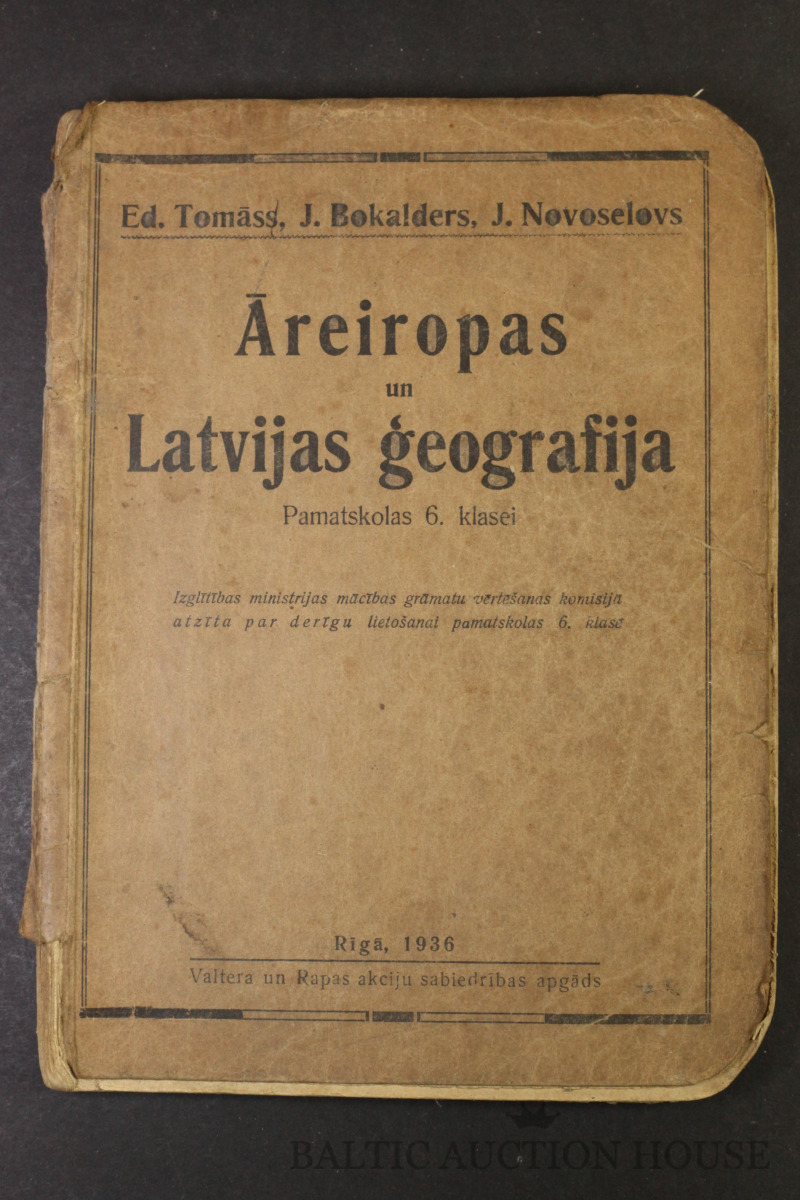 Ed. Tomāss, J. Bokalders, J. Novoselovs
Āreiropas
un
Latvijas ģeografija
Pamatskolas 6. klasei
Izglītības ministrijas mācības grāmatu vērtēšanas komisijā
atzīta par derīgu lietošanai pamatskolas 6. klasē
Rīgā, 1936
Valtera un Rapas akciju sabiedrības apgāds
BALTIC AUCTION HOUSE